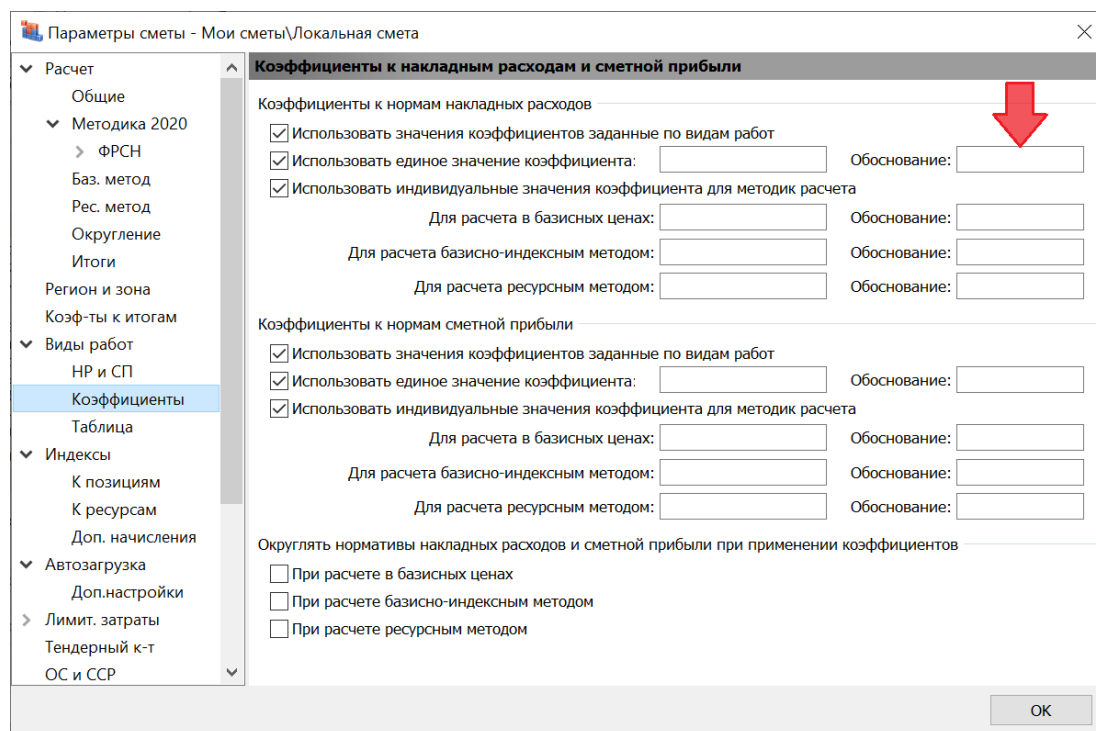 Параметры сметы - Мои сметы\Локальная смета
Расчет
Общие
Методика 2020
ФРСН
Баз. метод
Рес. метод
Округление
Итоги
Регион и зона
Коэф-ты к итогам
Виды работ
НР и СП
Коэффициенты
Таблица
Индексы
К позициям
К ресурсам
Доп. начисления
Автозагрузка
Доп.настройки
Лимит. затраты
Тендерный к-т
ОС и ССР
Коэффициенты к накладным расходам и сметной прибыли
Коэффициенты к нормам накладных расходов
Использовать значения коэффициентов заданные по видам работ
Использовать единое значение коэффициента: Обоснование:
Использовать индивидуальные значения коэффициента для методик расчета
Для расчета в базисных ценах: Обоснование:
Для расчета базисно-индексным методом: Обоснование:
Для расчета ресурсным методом: Обоснование:
Коэффициенты к нормам сметной прибыли
Использовать значения коэффициентов заданные по видам работ
Использовать единое значение коэффициента: Обоснование:
Использовать индивидуальные значения коэффициента для методик расчета
Для расчета в базисных ценах: Обоснование:
Для расчета базисно-индексным методом: Обоснование:
Для расчета ресурсным методом: Обоснование:
Округлять нормативы накладных расходов и сметной прибыли при применении коэффициентов
При расчете в базисных ценах
При расчете базисно-индексным методом
При расчете ресурсным методом
ОК